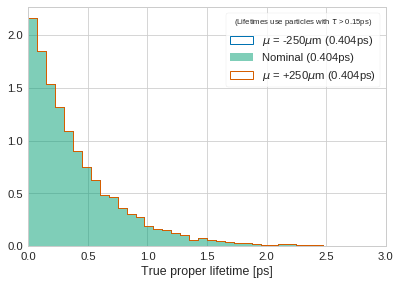 (Lifetimes use particles with T > 0.15ps)
μ = -250μm (0.404ps)
Nominal (0.404ps)
μ = +250μm (0.404ps)
2.0
1.5
1.0
0.5
0.0
0.0 0.5 1.0 1.5 2.0 2.5 3.0
True proper lifetime [ps]